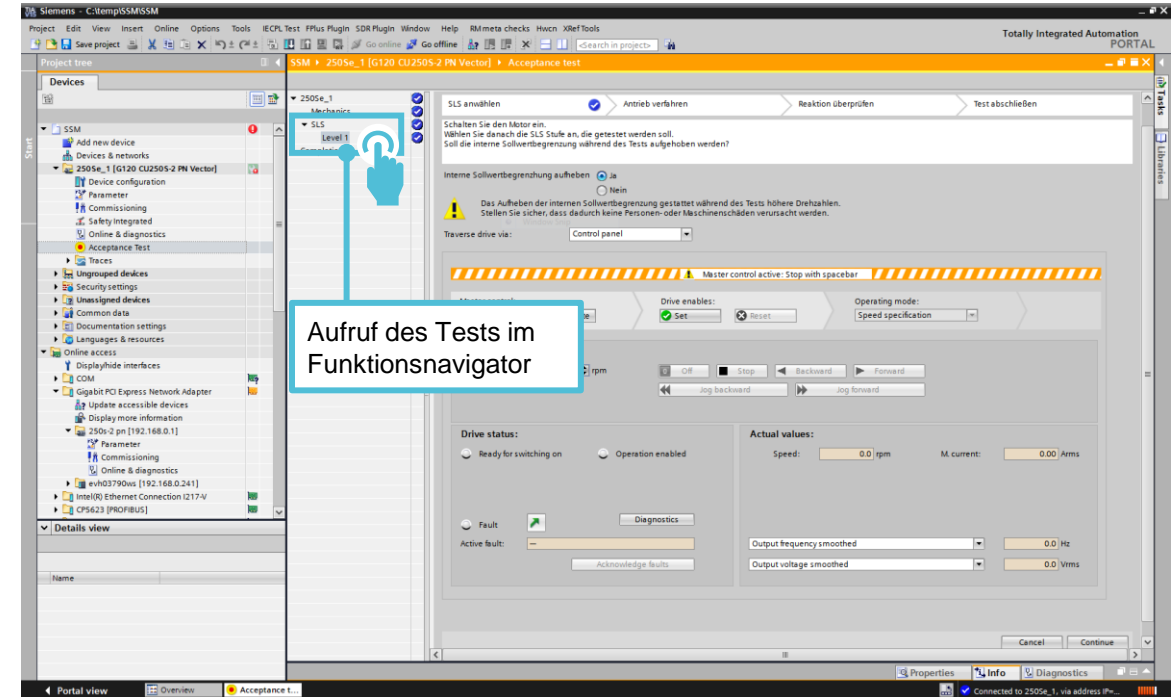 Siemens - C:\temp\SSM\SSM
Project Edit View Insert Online Options Tools IECPL Test FPlus PlugIn SDR PlugIn Window Help RM meta checks Hwcn XRef Tools
Totally Integrated Automation
PORTAL
Save project Go online Go offline <Search in project>
Project tree
SSM ▸ 250Se_1 [G120 CU250S-2 PN Vector] ▸ Acceptance test
Devices
SSM
Add new device
Devices & networks
250Se_1 [G120 CU250S-2 PN Vector]
Device configuration
Parameter
Commissioning
Safety Integrated
Online & diagnostics
Acceptance Test
Traces
Ungrouped devices
Security settings
Unassigned devices
Common data
Documentation settings
Languages & resources
Online access
Display/hide interfaces
COM
Gigabit PCI Express Network Adapter
Update accessible devices
Display more information
250s-2 pn [192.168.0.1]
Parameter
Commissioning
Online & diagnostics
evh03790ws [192.168.0.241]
Intel(R) Ethernet Connection I217-V
CP5623 [PROFIBUS]
Details view
Name
Start
250Se_1
Mechanics
SLS
Level 1
Aufruf des Tests im
Funktionsnavigator
SLS anwählen
Antrieb verfahren
Reaktion überprüfen
Test abschließen
Schalten Sie den Motor ein.
Wählen Sie danach die SLS Stufe an, die getestet werden soll.
Soll die interne Sollwertbegrenzung während des Tests aufgehoben werden?
Interne Sollwertbegrenzhung aufheben Ja
Nein
Das Aufheben der internen Sollwertbegrenzung gestattet während des Tests höhere Drehzahlen.
Stellen Sie sicher, dass dadurch keine Personen- oder Maschinenschäden verursacht werden.
Traverse drive via: Control panel
Master control active: Stop with spacebar
Drive enables:
Operating mode:
Set Reset Speed specification
rpm Off Stop Backward Forward
Jog backward Jog forward
Drive status:
Actual values:
Ready for switching on Operation enabled
Speed: 0.0 rpm M. current: 0.00 Arms
Fault Diagnostics
Active fault: —
Output frequency smoothed 0.0 Hz
Acknowledge faults
Output voltage smoothed 0.0 Vrms
Cancel Continue
Tasks
Libraries
Properties Info Diagnostics
Portal view Overview Acceptance t...
Connected to 250Se_1, via address IP=...